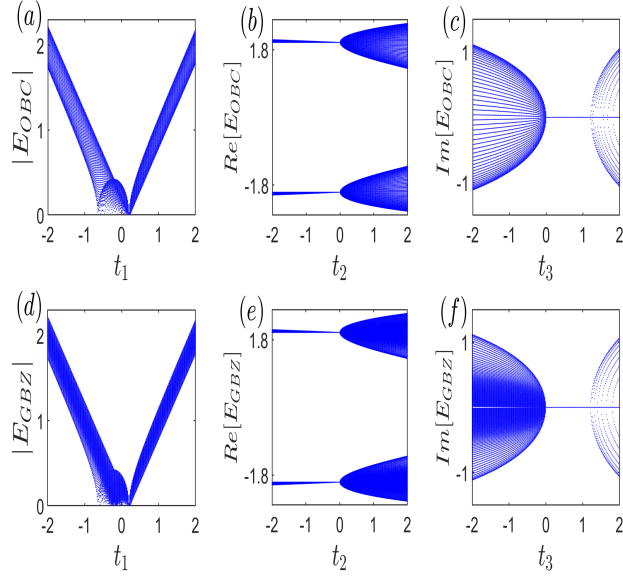 (a) (b) (c)
|E_OBC| Re[E_OBC] Im[E_OBC]
2 1.8 1
1
0 -1.8 -1
-2 -1 0 1 2 -2 -1 0 1 2 -2 -1 0 1 2
t_1 t_2 t_3
(d) (e) (f)
|E_GBZ| Re[E_GBZ] Im[E_GBZ]
2 1.8 1
1
0 -1.8 -1
-2 -1 0 1 2 -2 -1 0 1 2 -2 -1 0 1 2
t_1 t_2 t_3